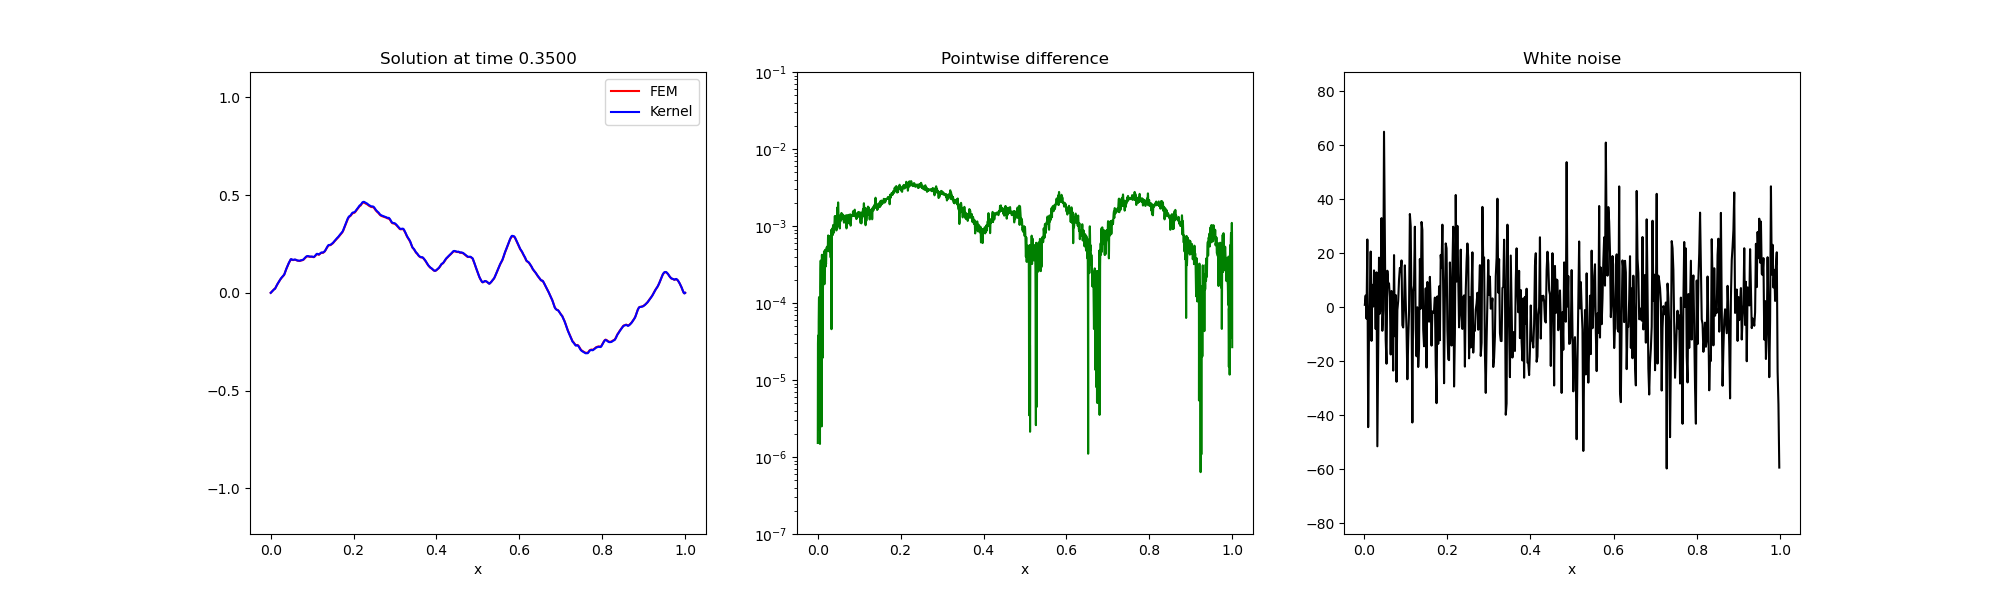 Solution at time 0.3500
1.0
0.5
0.0
−0.5
−1.0
FEM
Kernel
0.0 0.2 0.4 0.6 0.8 1.0
x
Pointwise difference
10⁻¹
10⁻²
10⁻³
10⁻⁴
10⁻⁵
10⁻⁶
10⁻⁷
0.0 0.2 0.4 0.6 0.8 1.0
x
White noise
80
60
40
20
0
−20
−40
−60
−80
0.0 0.2 0.4 0.6 0.8 1.0
x